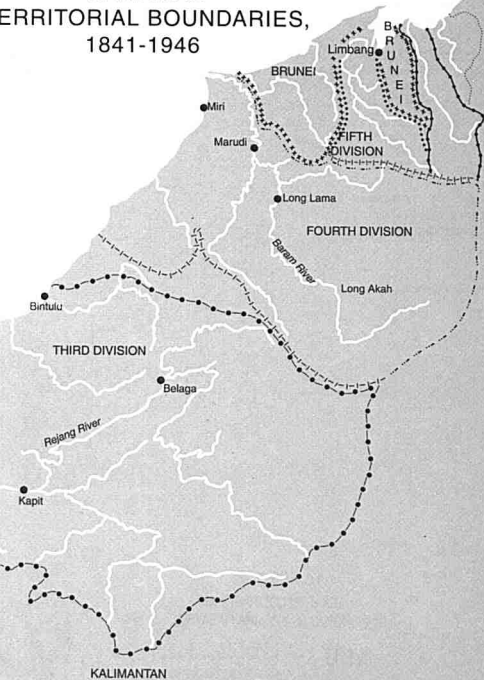 ERRITORIAL BOUNDARIES,
1841-1946
Limbang
BRUNEI
BRUNEI
Miri
FIFTH
DIVISION
Marudi
Long Lama
FOURTH DIVISION
Baram River
Long Akah
Bintulu
THIRD DIVISION
Belaga
Rejang River
Kapit
KALIMANTAN